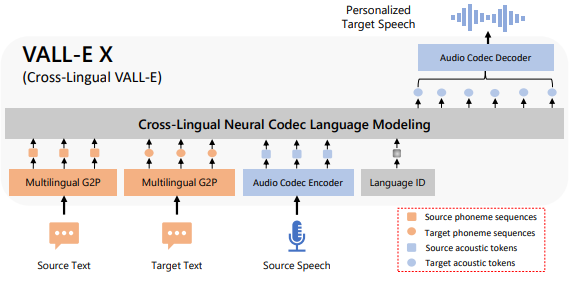 Personalized
Target Speech
VALL-E X
(Cross-Lingual VALL-E)
Audio Codec Decoder
Cross-Lingual Neural Codec Language Modeling
Multilingual G2P
Multilingual G2P
Audio Codec Encoder
Language ID
Source Text
Target Text
Source Speech
Source phoneme sequences
Target phoneme sequences
Source acoustic tokens
Target acoustic tokens